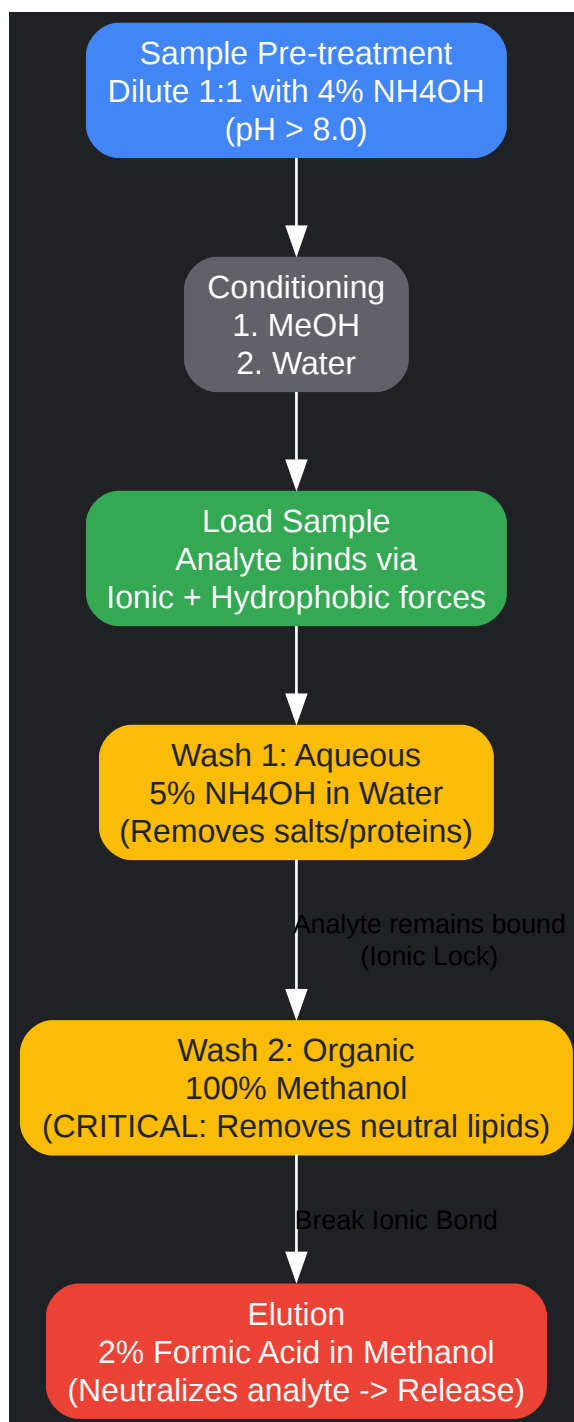 Sample Pre-treatment
Dilute 1:1 with 4% NH4OH
(pH > 8.0)
Conditioning
1. MeOH
2. Water
Load Sample
Analyte binds via
Ionic + Hydrophobic forces
Wash 1: Aqueous
5% NH4OH in Water
(Removes salts/proteins)
Analyte remains bound
(Ionic Lock)
Wash 2: Organic
100% Methanol
(CRITICAL: Removes neutral lipids)
Break Ionic Bond
Elution
2% Formic Acid in Methanol
(Neutralizes analyte -> Release)